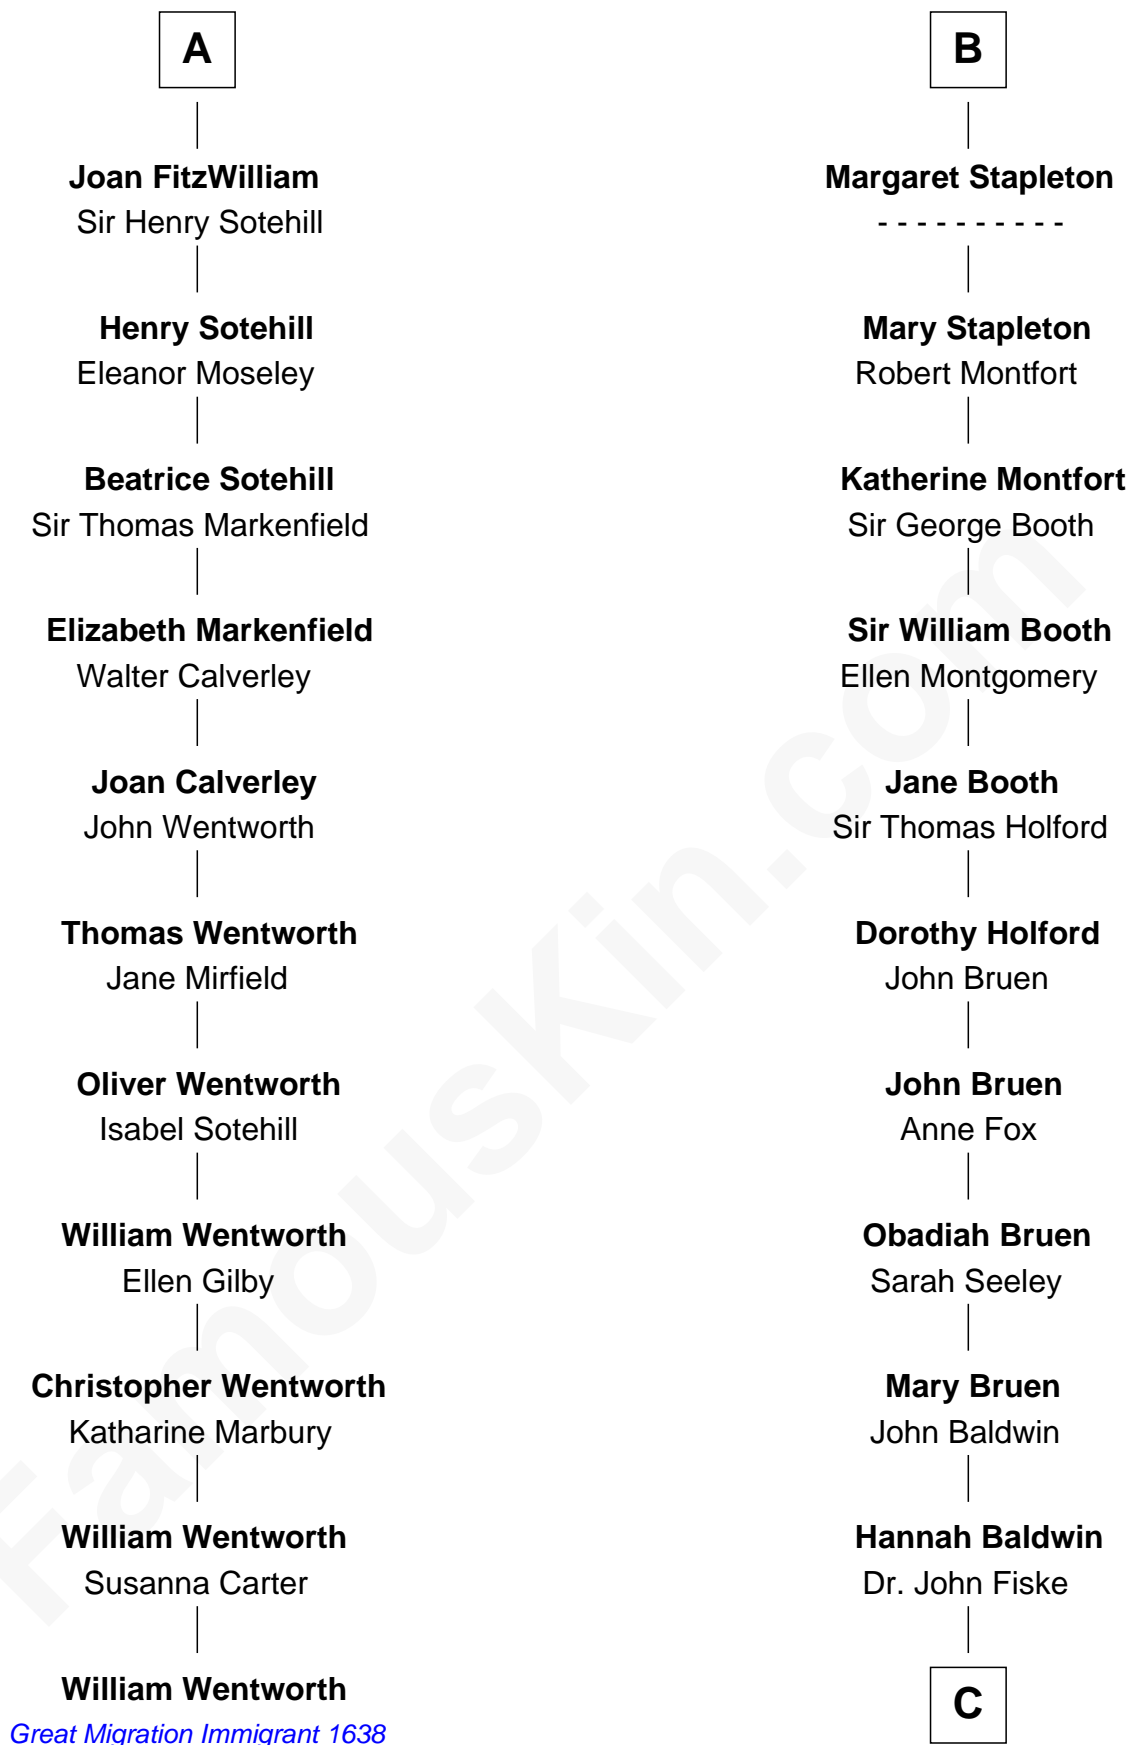 A
Joan FitzWilliam
Sir Henry Sotehill
Henry Sotehill
Eleanor Moseley
Beatrice Sotehill
Sir Thomas Markenfield
Elizabeth Markenfield
Walter Calverley
Joan Calverley
John Wentworth
Thomas Wentworth
Jane Mirfield
Oliver Wentworth
Isabel Sotehill
William Wentworth
Ellen Gilby
Christopher Wentworth
Katharine Marbury
William Wentworth
Susanna Carter
William Wentworth
Great Migration Immigrant 1638
B
Margaret Stapleton
- - - - - - - - - -
Mary Stapleton
Robert Montfort
Katherine Montfort
Sir George Booth
Sir William Booth
Ellen Montgomery
Jane Booth
Sir Thomas Holford
Dorothy Holford
John Bruen
John Bruen
Anne Fox
Obadiah Bruen
Sarah Seeley
Mary Bruen
John Baldwin
Hannah Baldwin
Dr. John Fiske
C
FamousKin.com